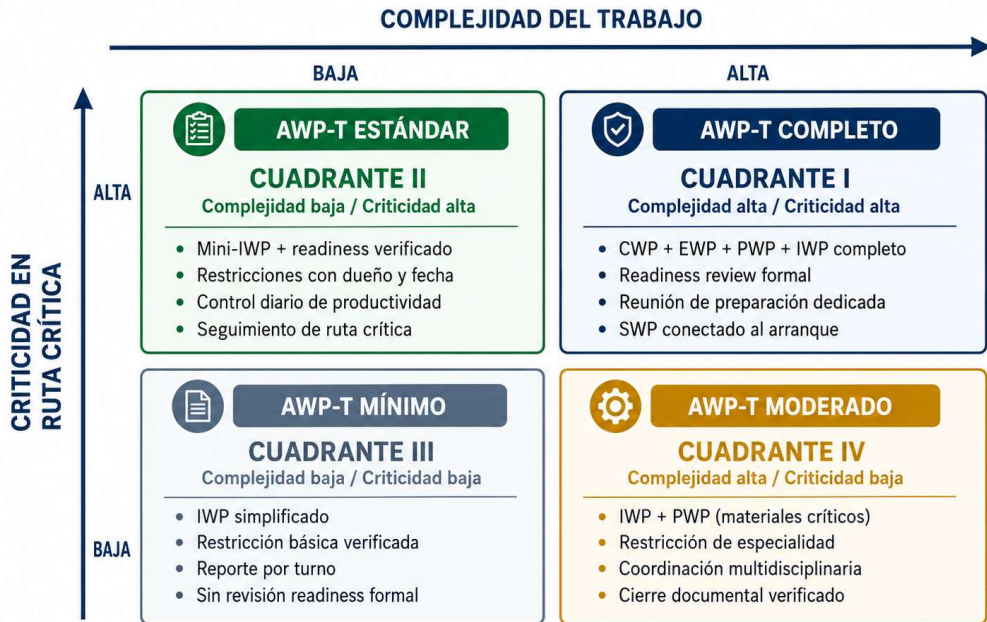 COMPLEJIDAD DEL TRABAJO
BAJA
ALTA
CRITICIDAD EN
RUTA CRÍTICA
ALTA
AWP-T ESTÁNDAR
CUADRANTE II
Complejidad baja / Criticidad alta
• Mini-IWP + readiness verificado
• Restricciones con dueño y fecha
• Control diario de productividad
• Seguimiento de ruta crítica
AWP-T COMPLETO
CUADRANTE I
Complejidad alta / Criticidad alta
• CWP + EWP + PWP + IWP completo
• Readiness review formal
• Reunión de preparación dedicada
• SWP conectado al arranque
BAJA
AWP-T MÍNIMO
CUADRANTE III
Complejidad baja / Criticidad baja
• IWP simplificado
• Restricción básica verificada
• Reporte por turno
• Sin revisión readiness formal
AWP-T MODERADO
CUADRANTE IV
Complejidad alta / Criticidad baja
• IWP + PWP (materiales críticos)
• Restricción de especialidad
• Coordinación multidisciplinaria
• Cierre documental verificado